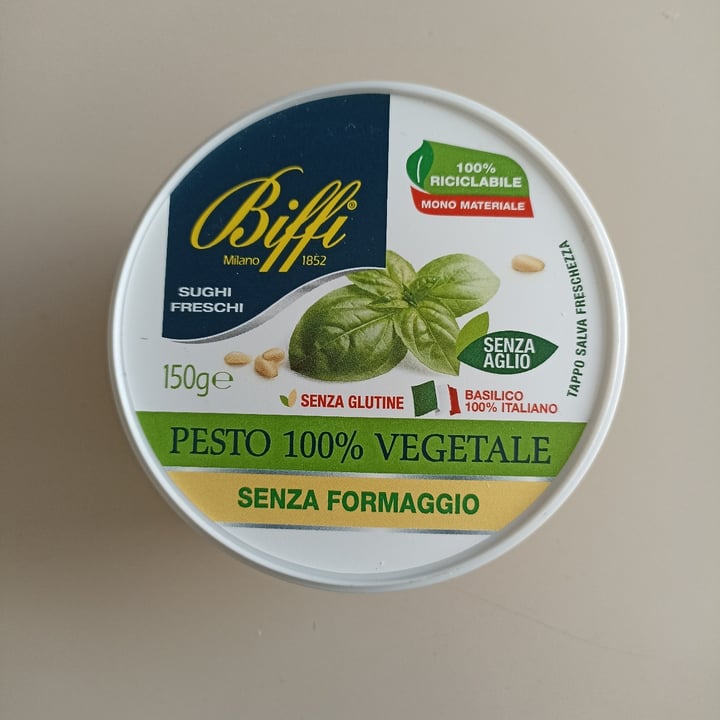 Biffi®
Milano 1852
SUGHI
FRESCHI
100%
RICICLABILE
MONO MATERIALE
TAPPO SALVA FRESCHEZZA
SENZA
AGLIO
150g℮
SENZA GLUTINE
BASILICO
100% ITALIANO
PESTO 100% VEGETALE
SENZA FORMAGGIO